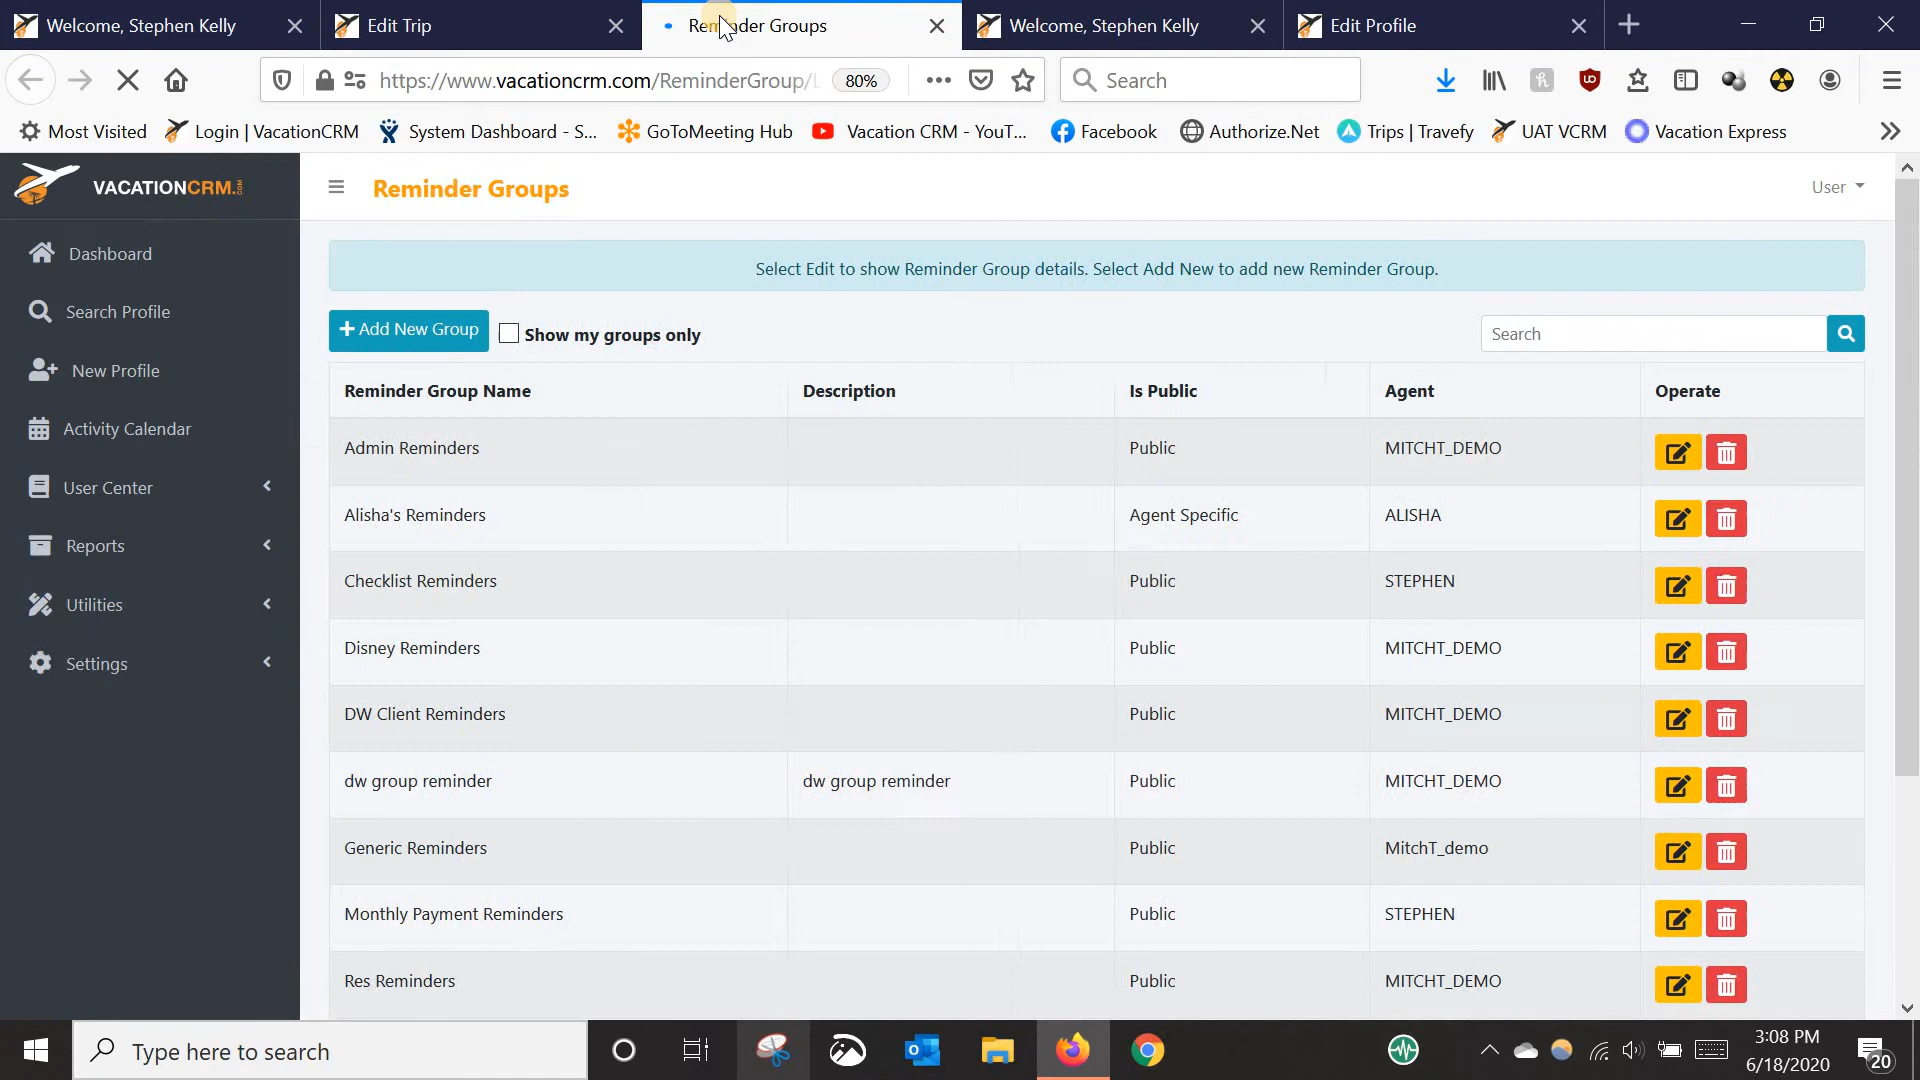 Welcome, Stephen Kelly
Edit Trip
Reminder Groups
Welcome, Stephen Kelly
Edit Profile
https://www.vacationcrm.com/ReminderGroup/
80%
Search
Most Visited
Login | VacationCRM
System Dashboard - S...
GoToMeeting Hub
Vacation CRM - YouT...
Facebook
Authorize.Net
Trips | Travefy
UAT VCRM
Vacation Express
VACATIONCRM.COM
Reminder Groups
User
Dashboard
Search Profile
New Profile
Activity Calendar
User Center
Reports
Utilities
Settings
Select Edit to show Reminder Group details. Select Add New to add new Reminder Group.
Add New Group
Show my groups only
Search
Reminder Group Name Description Is Public Agent Operate
Admin Reminders Public MITCHT_DEMO
Alisha's Reminders Agent Specific ALISHA
Checklist Reminders Public STEPHEN
Disney Reminders Public MITCHT_DEMO
DW Client Reminders Public MITCHT_DEMO
dw group reminder dw group reminder Public MITCHT_DEMO
Generic Reminders Public MitchT_demo
Monthly Payment Reminders Public STEPHEN
Res Reminders Public MITCHT_DEMO
Type here to search
3:08 PM
6/18/2020
20